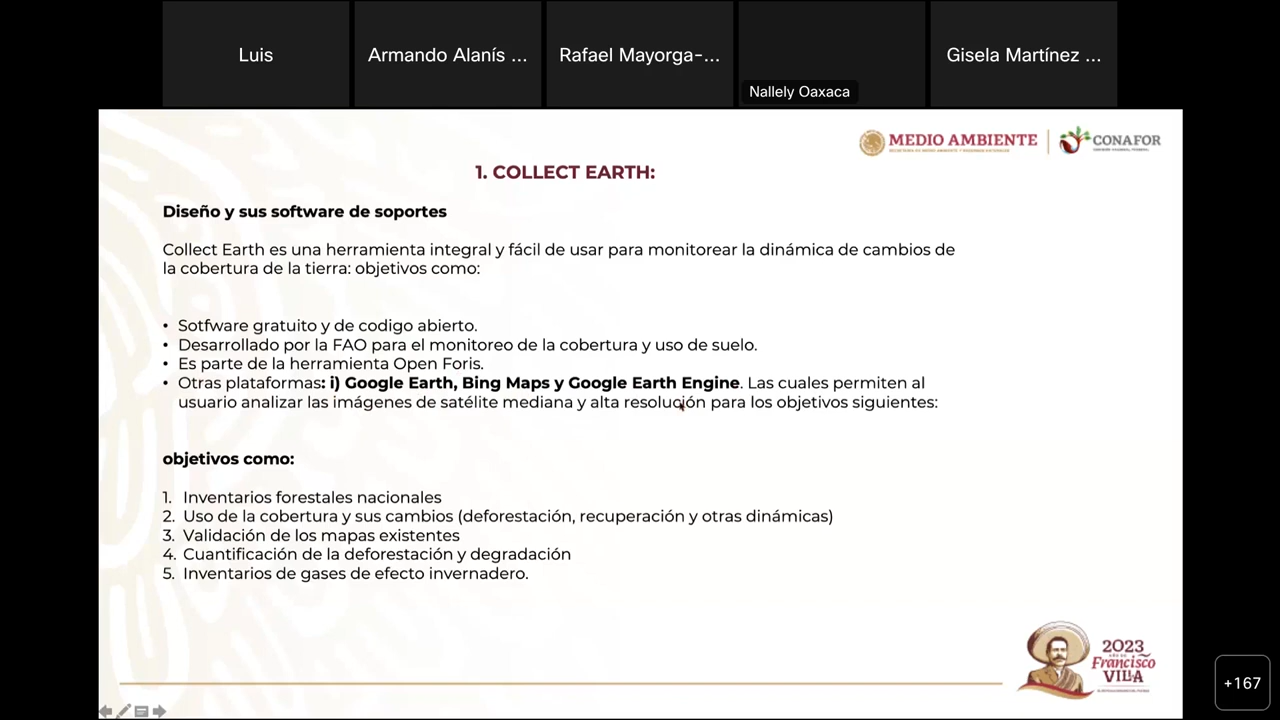 Luis
Armando Alanís ...
Rafael Mayorga-...
Nallely Oaxaca
Gisela Martínez ...
MEDIO AMBIENTE
CONAFOR
1. COLLECT EARTH:
Diseño y sus software de soportes
Collect Earth es una herramienta integral y fácil de usar para monitorear la dinámica de cambios de
la cobertura de la tierra: objetivos como:
• Sotfware gratuito y de codigo abierto.
• Desarrollado por la FAO para el monitoreo de la cobertura y uso de suelo.
• Es parte de la herramienta Open Foris.
• Otras plataformas: i) Google Earth, Bing Maps y Google Earth Engine. Las cuales permiten al
usuario analizar las imágenes de satélite mediana y alta resolución para los objetivos siguientes:
objetivos como:
1. Inventarios forestales nacionales
2. Uso de la cobertura y sus cambios (deforestación, recuperación y otras dinámicas)
3. Validación de los mapas existentes
4. Cuantificación de la deforestación y degradación
5. Inventarios de gases de efecto invernadero.
2023
Francisco
VILLA
+167